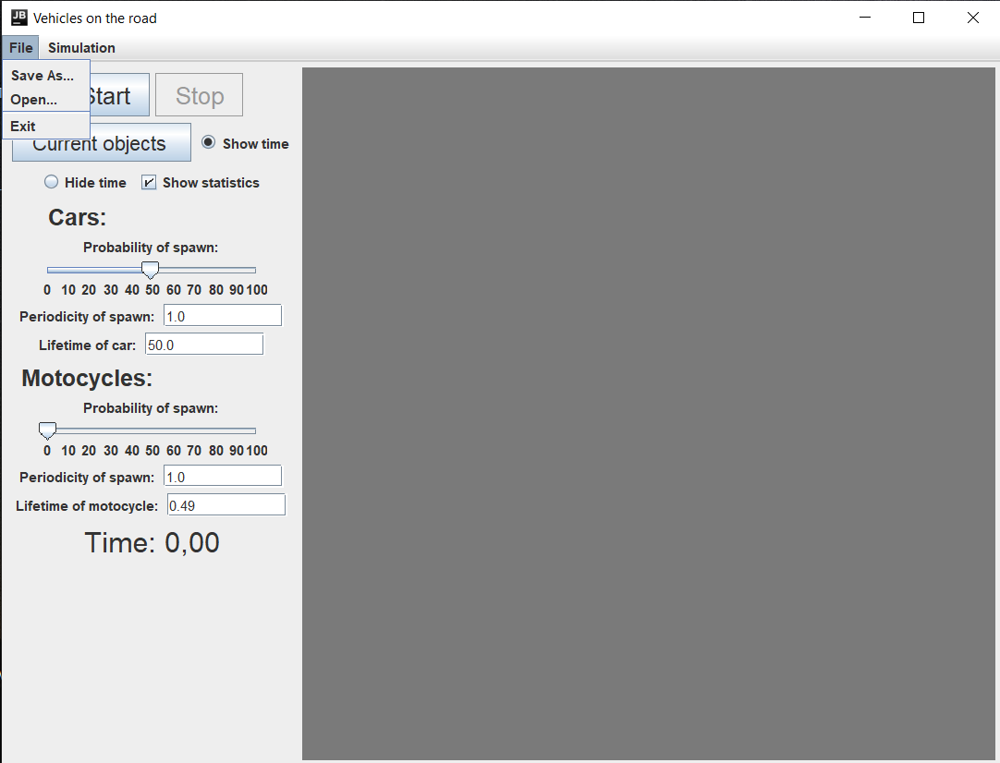 JB Vehicles on the road
File Simulation
Save As...
Open...
Exit
Start Stop
Current objects Show time
Hide time Show statistics
Cars:
Probability of spawn:
0 10 20 30 40 50 60 70 80 90 100
Periodicity of spawn: 1.0
Lifetime of car: 50.0
Motocycles:
Probability of spawn:
0 10 20 30 40 50 60 70 80 90 100
Periodicity of spawn: 1.0
Lifetime of motocycle: 0.49
Time: 0,00